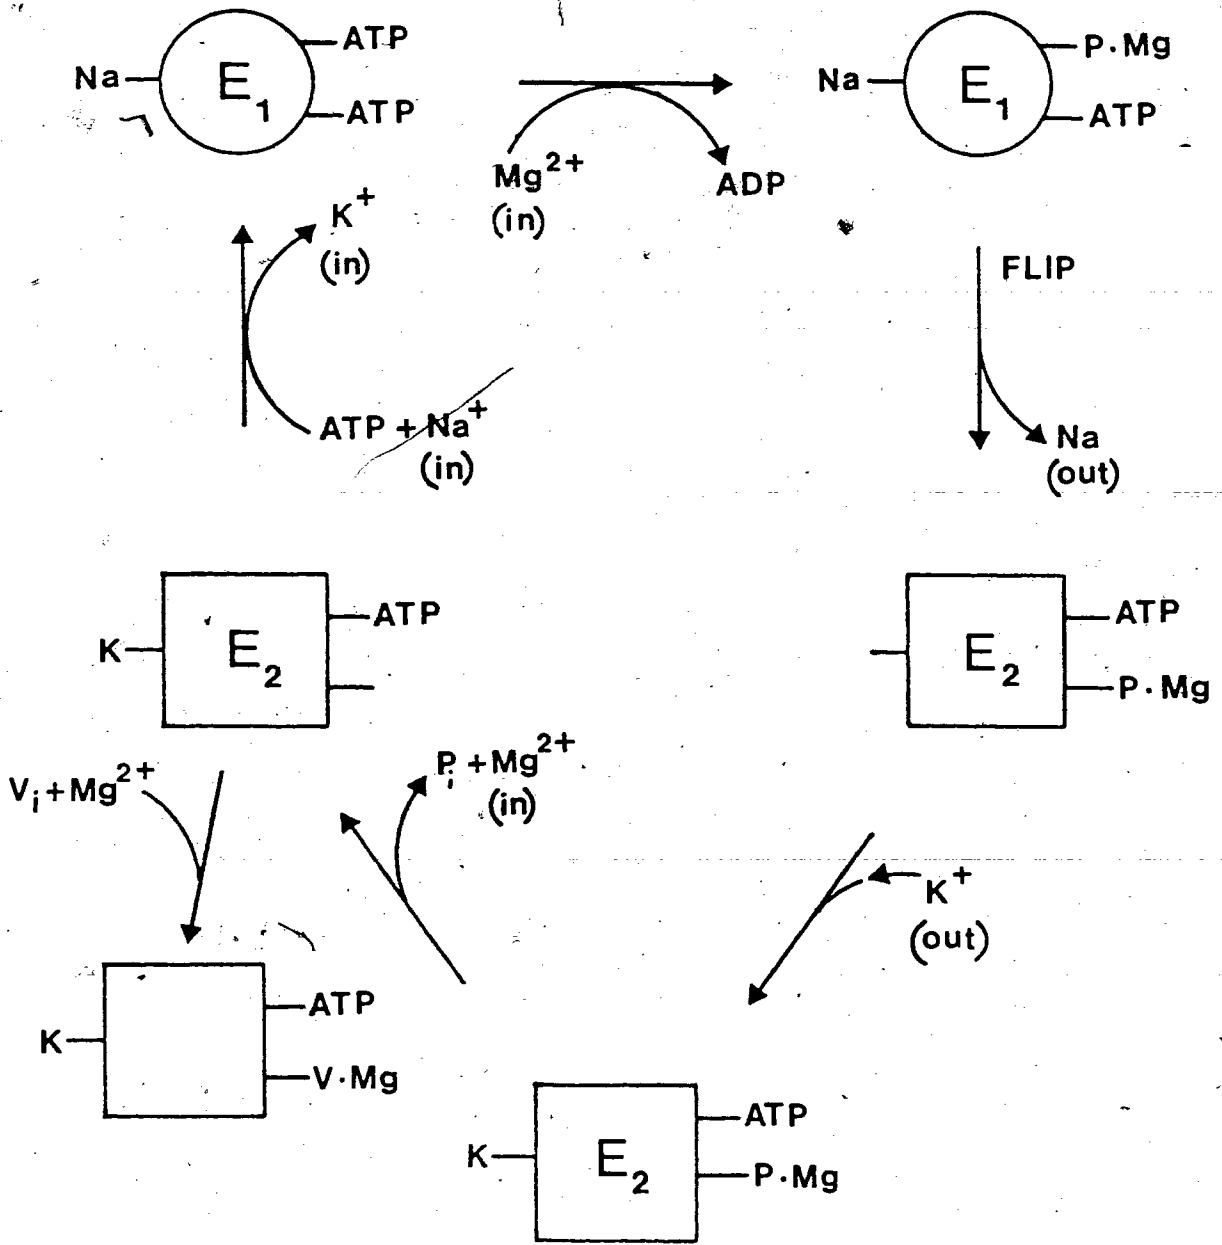 ATP
Na E₁
ATP
Mg²⁺
(in)
ADP
P·Mg
Na E₁
ATP
K⁺
(in)
ATP + Na⁺
(in)
FLIP
Na
(out)
ATP
K E₂
ATP
E₂
P·Mg
Vᵢ+Mg²⁺
Pᵢ+Mg²⁺
(in)
K⁺
(out)
ATP
K
V·Mg
ATP
K E₂
P·Mg